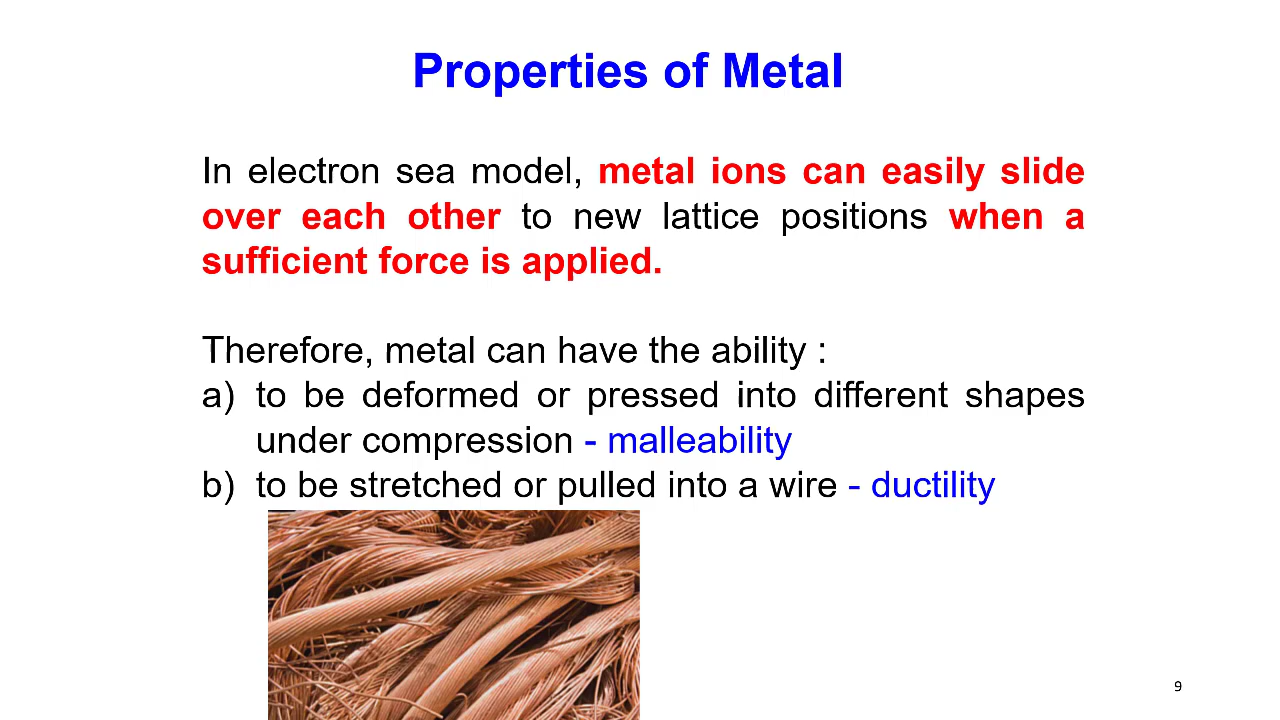 Properties of Metal
In electron sea model, metal ions can easily slide
over each other to new lattice positions when a
sufficient force is applied.
Therefore, metal can have the ability :
a) to be deformed or pressed into different shapes
under compression - malleability
b) to be stretched or pulled into a wire - ductility
9